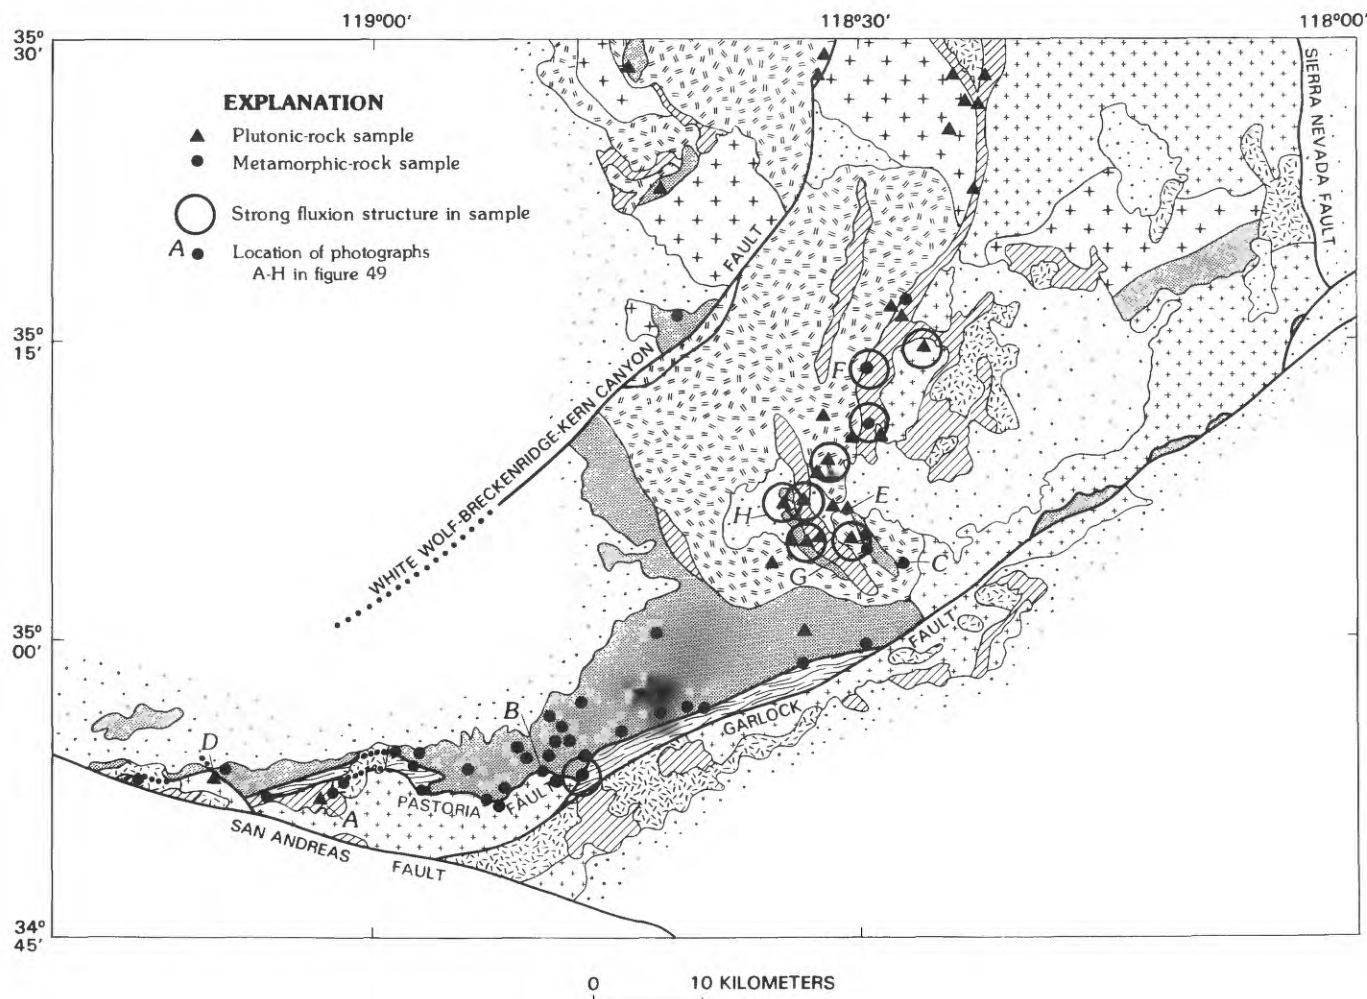 119°00′
118°30′
118°00′
35°
30′
EXPLANATION
Plutonic-rock sample
Metamorphic-rock sample
Strong fluxion structure in sample
A
Location of photographs
A-H in figure 49
SIERRA NEVADA FAULT
FAULT
35°
15′
WHITE WOLF-BRECKENRIDGE-KERN CANYON
F
H
E
G
C
35°
00′
FAULT
GARLOCK
B
D
PASTORIA
FAULT
A
SAN ANDREAS
FAULT
34°
45′
0 10 KILOMETERS